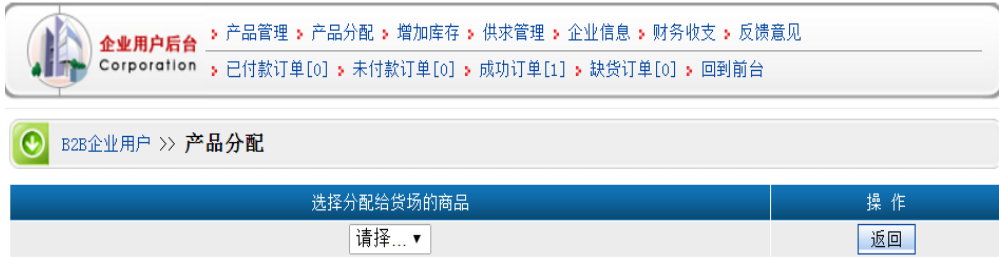 企业用户后台 产品管理 产品分配 增加库存 供求管理 企业信息 财务收支 反馈意见
Corporation 已付款订单[0] 未付款订单[0] 成功订单[1] 缺货订单[0] 回到前台
B2B企业用户 >> 产品分配
选择分配给货场的商品 操 作
请择... 返回